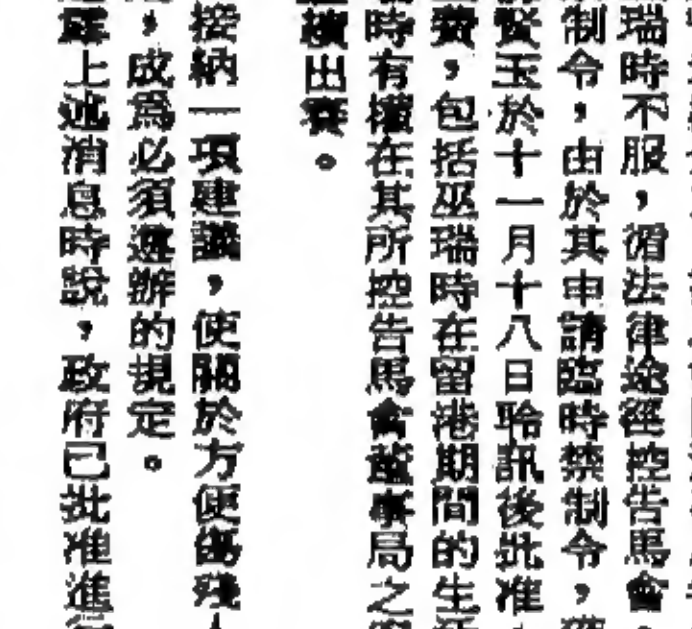 瑞時不服，循法律途徑控告馬會，
制令，由於其申請臨時禁制令，
賢玉於十一月十八日聆訊後批准
費，包括巫瑞時在留港期間的生
時有權在其所控告馬會董事局之
續出賽。
接納一項建議，使關於方便傷殘人
，成為必須遵辦的規定。
上述消息時說，政府已批准進行